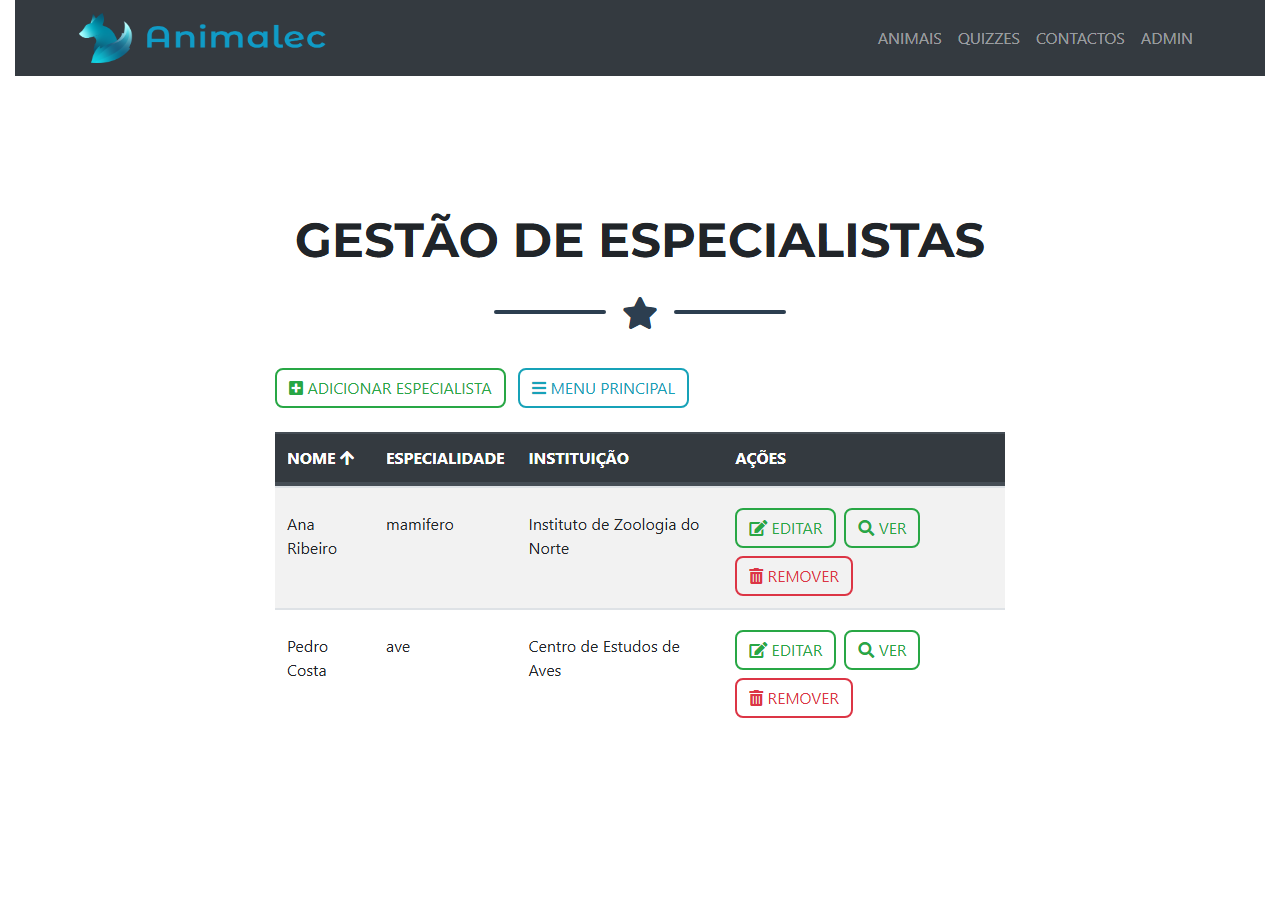 Animalec
ANIMAIS QUIZZES CONTACTOS ADMIN
GESTÃO DE ESPECIALISTAS
ADICIONAR ESPECIALISTA MENU PRINCIPAL
NOME ESPECIALIDADE INSTITUIÇÃO AÇÕES
Ana Ribeiro
mamifero
Instituto de Zoologia do
Norte
EDITAR VER
REMOVER
Pedro
Costa
ave
Centro de Estudos de
Aves
EDITAR VER
REMOVER